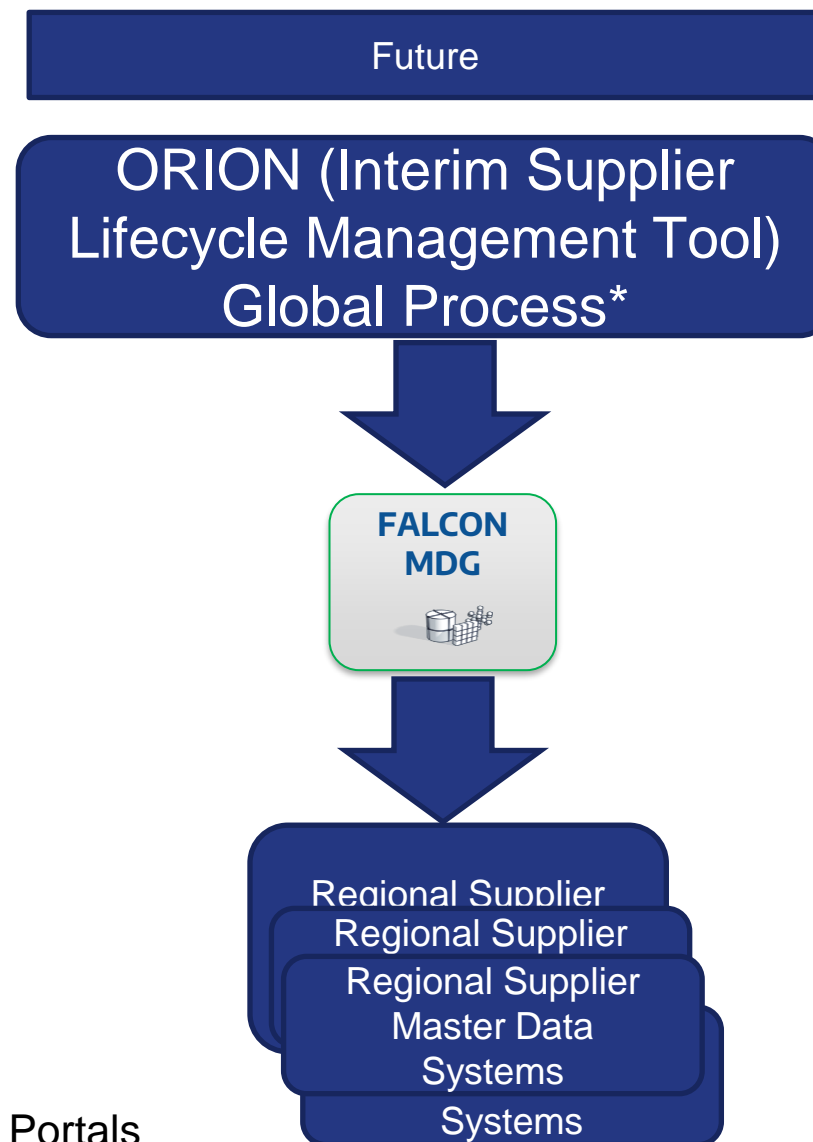 Future
ORION (Interim Supplier
Lifecycle Management Tool)
Global Process*
FALCON
MDG
Regional Supplier
Regional Supplier
Regional Supplier
Master Data
Systems
Systems
Portals